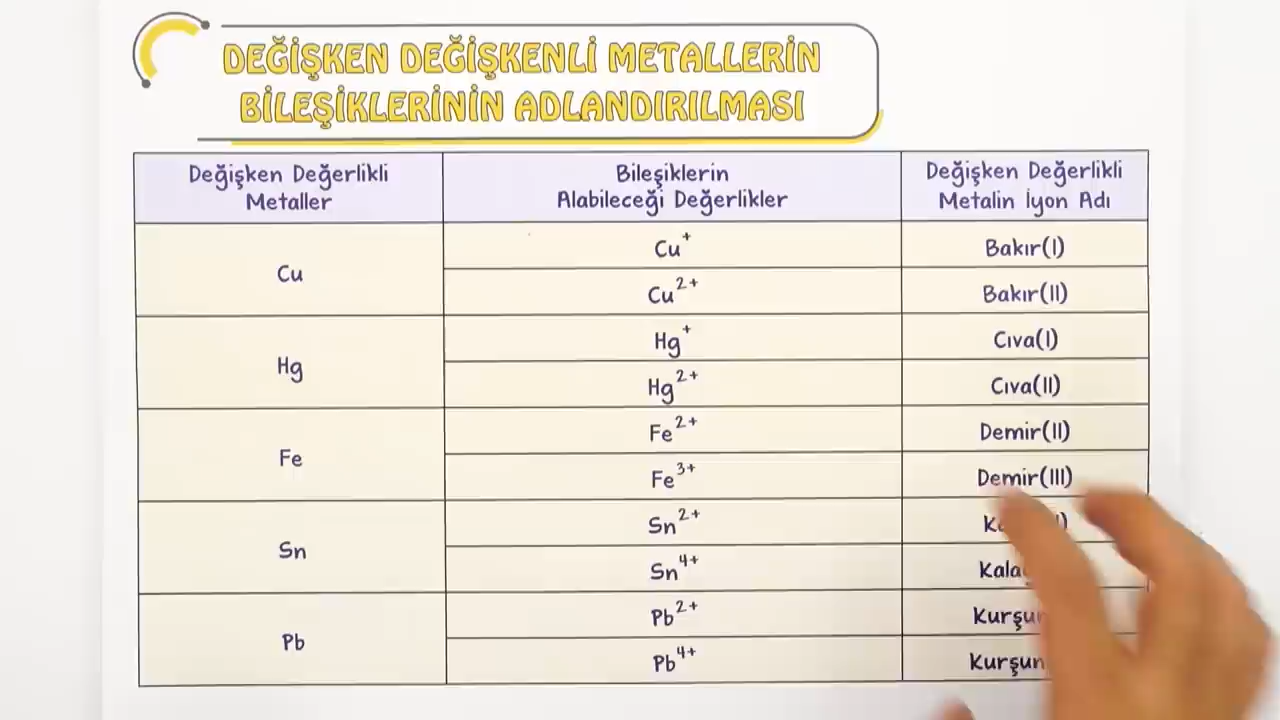 DEĞİŞKEN DEĞİŞKENLİ METALLERİN
BİLEŞİKLERİNİN ADLANDIRILMASI
Değişken Değerlikli
Metaller
Bileşiklerin
Alabileceği Değerlikler
Değişken Değerlikli
Metalin İyon Adı
Cu
Cu⁺
Bakır(I)
Cu²⁺
Bakır(II)
Hg
Hg⁺
Cıva(I)
Hg²⁺
Cıva(II)
Fe
Fe²⁺
Demir(II)
Fe³⁺
Demir(III)
Sn
Sn²⁺
Sn⁴⁺
Pb
Pb²⁺
Pb⁴⁺
Kurşun